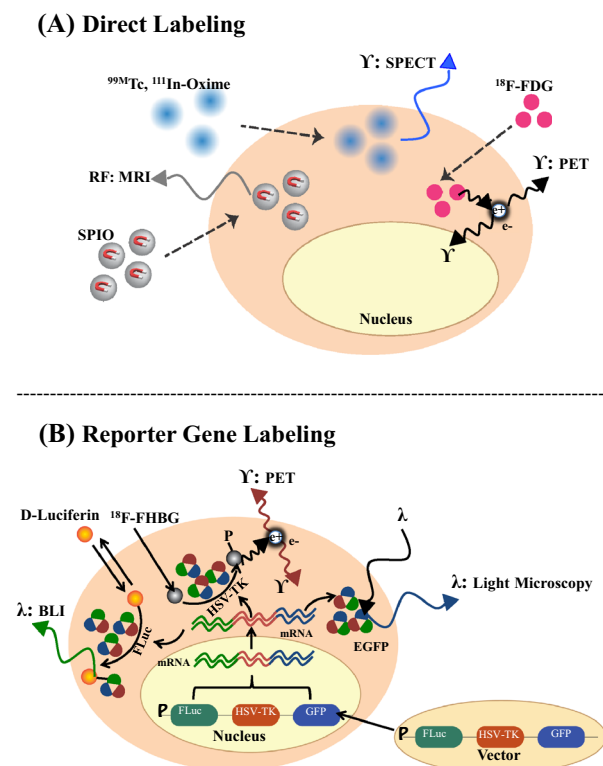 (A) Direct Labeling
ϒ: SPECT
⁹⁹ᴹTc, ¹¹¹In-Oxime
¹⁸F-FDG
ϒ: PET
RF: MRI
e+
e-
SPIO
ϒ
Nucleus
(B) Reporter Gene Labeling
ϒ: PET
D-Luciferin
¹⁸F-FHBG
λ
P
e+
e-
HSV-TK
ϒ
λ: Light Microscopy
λ: BLI
FLuc
mRNA
EGFP
mRNA
P
FLuc
HSV-TK
GFP
Nucleus
P
FLuc
HSV-TK
GFP
Vector